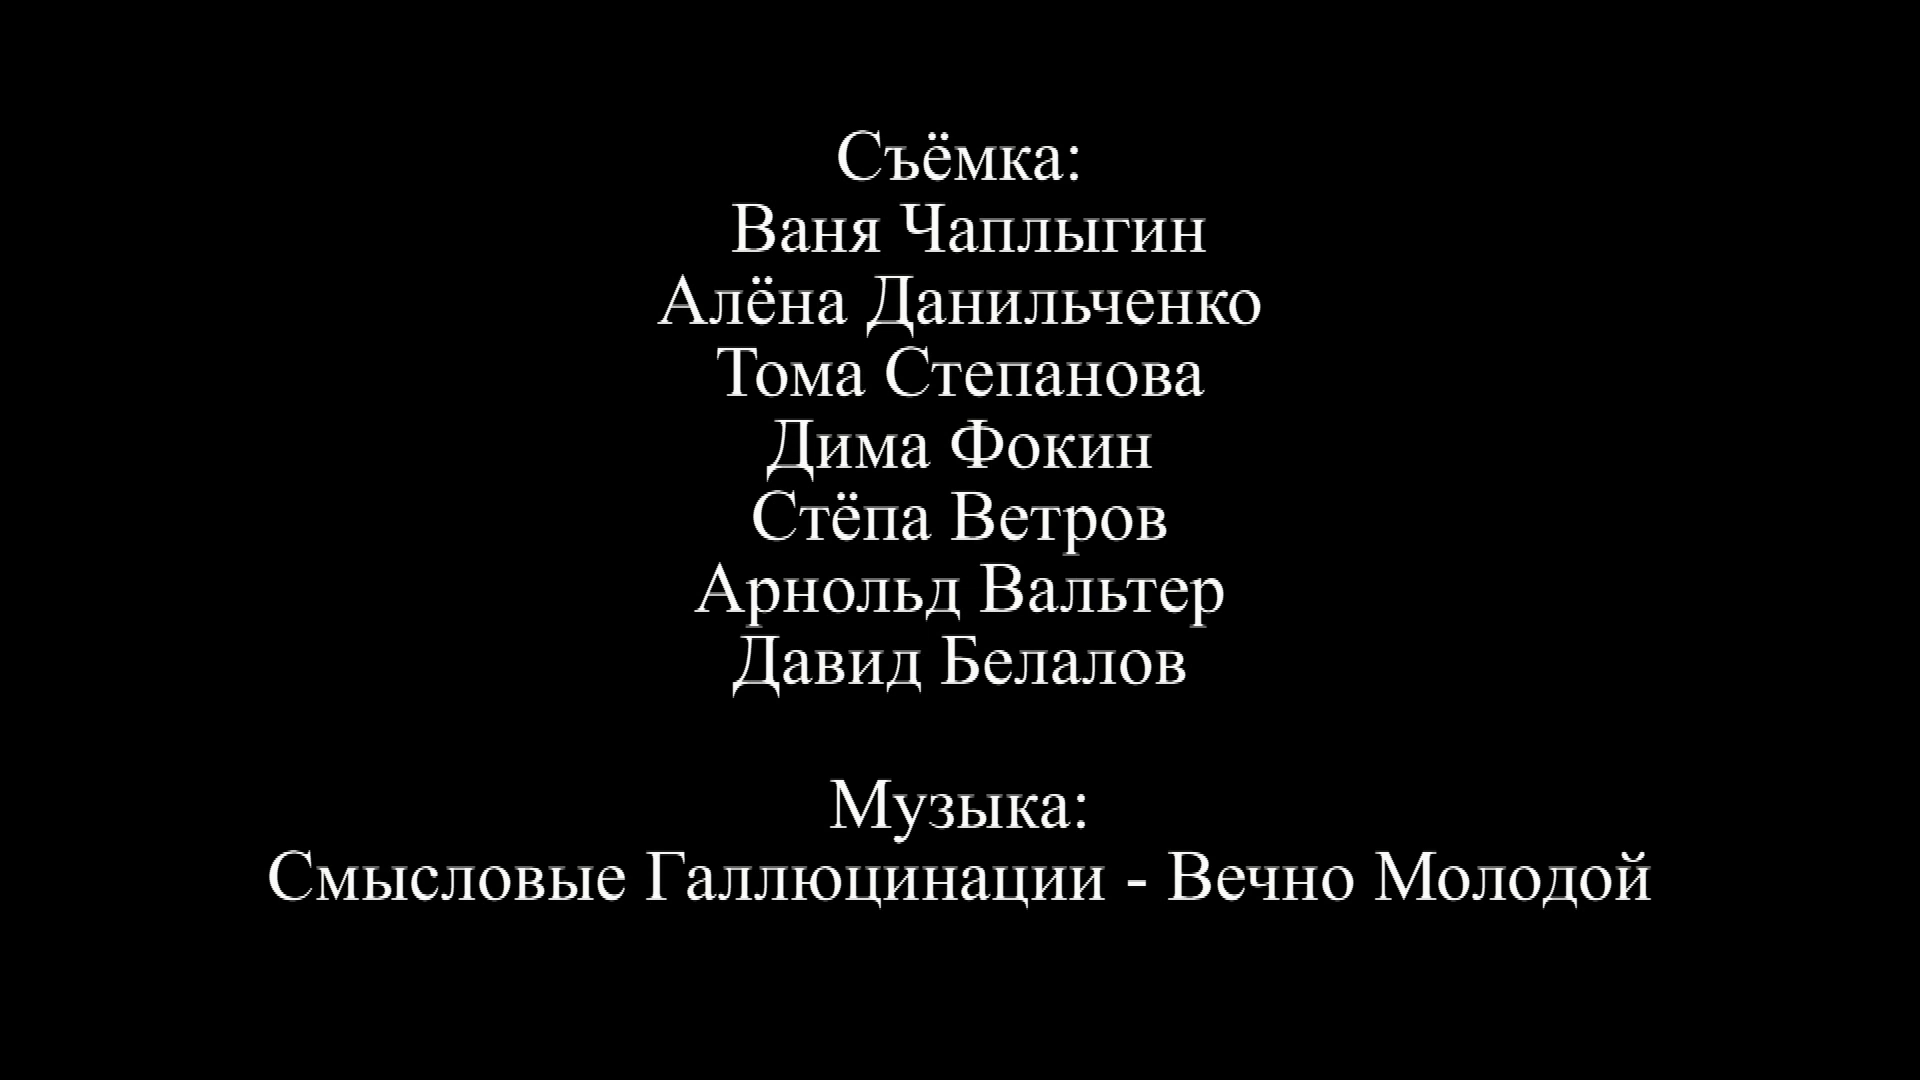 Съёмка:
Ваня Чаплыгин
Алёна Данильченко
Тома Степанова
Дима Фокин
Стёпа Ветров
Арнольд Вальтер
Давид Белалов
Музыка:
Смысловые Галлюцинации - Вечно Молодой